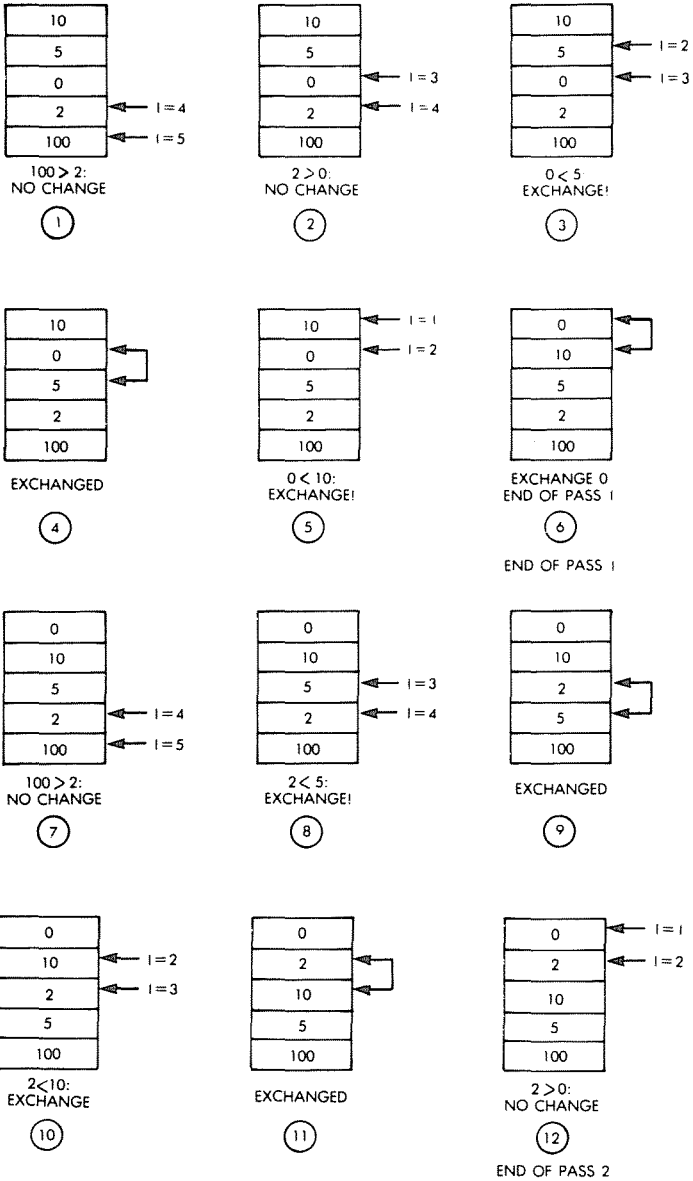 10
5
0
2
100
I = 4
I = 5
100 > 2:
NO CHANGE
1
10
5
0
2
100
I = 3
I = 4
2 > 0:
NO CHANGE
2
10
5
0
2
100
I = 2
I = 3
0 < 5
EXCHANGE!
3
10
0
5
2
100
EXCHANGED
4
10
0
5
2
100
I = I
I = 2
0 < 10:
EXCHANGE!
5
0
10
5
2
100
EXCHANGE 0
END OF PASS I
6
END OF PASS I
0
10
5
2
100
I = 4
I = 5
100 > 2:
NO CHANGE
7
0
10
5
2
100
I = 3
I = 4
2 < 5:
EXCHANGE!
8
0
10
2
5
100
EXCHANGED
9
0
10
2
5
100
I = 2
I = 3
2<10:
EXCHANGE
10
0
2
10
5
100
EXCHANGED
11
0
2
10
5
100
I = I
I = 2
2 > 0:
NO CHANGE
12
END OF PASS 2